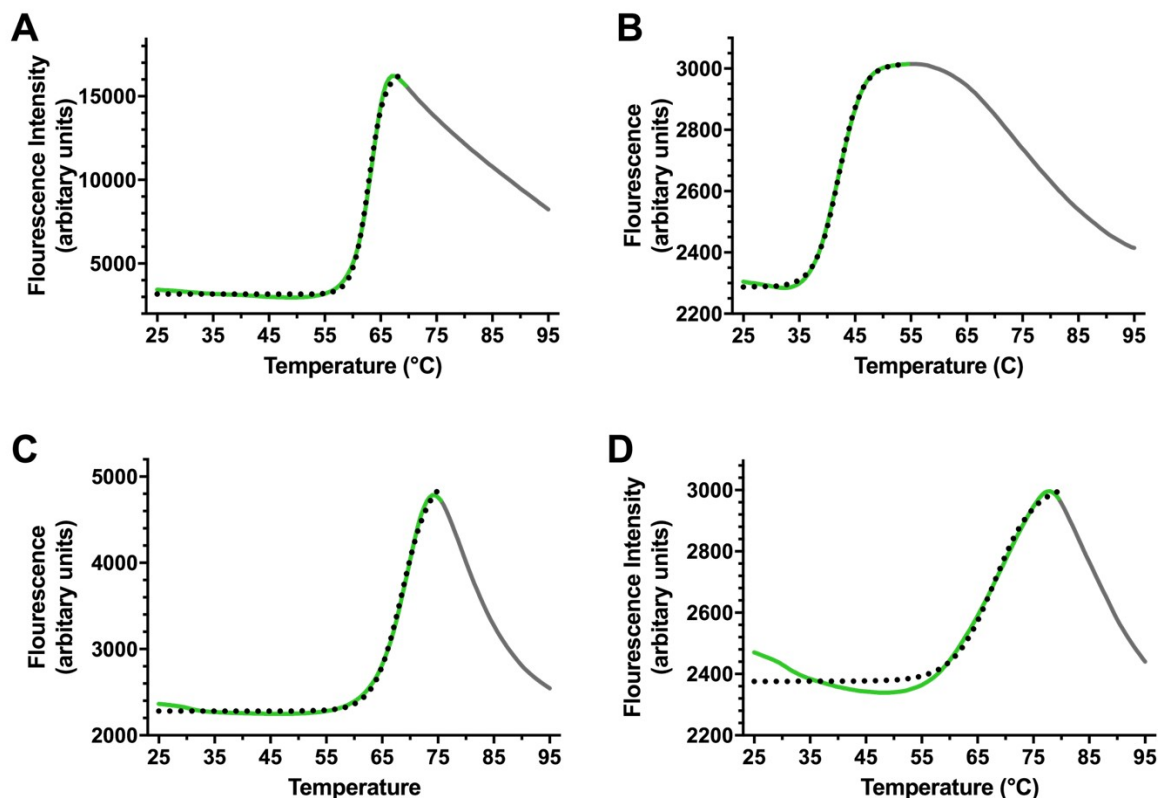 A
Flourescence Intensity
(arbitary units)
15000
10000
5000
25 35 45 55 65 75 85 95
Temperature (°C)
B
Flourescence
(arbitary units)
3000
2800
2600
2400
2200
25 35 45 55 65 75 85 95
Temperature (C)
C
Flourescence
(arbitary units)
5000
4000
3000
2000
25 35 45 55 65 75 85 95
Temperature
D
Flourescence Intensity
(arbitary units)
3000
2800
2600
2400
2200
25 35 45 55 65 75 85 95
Temperature (°C)